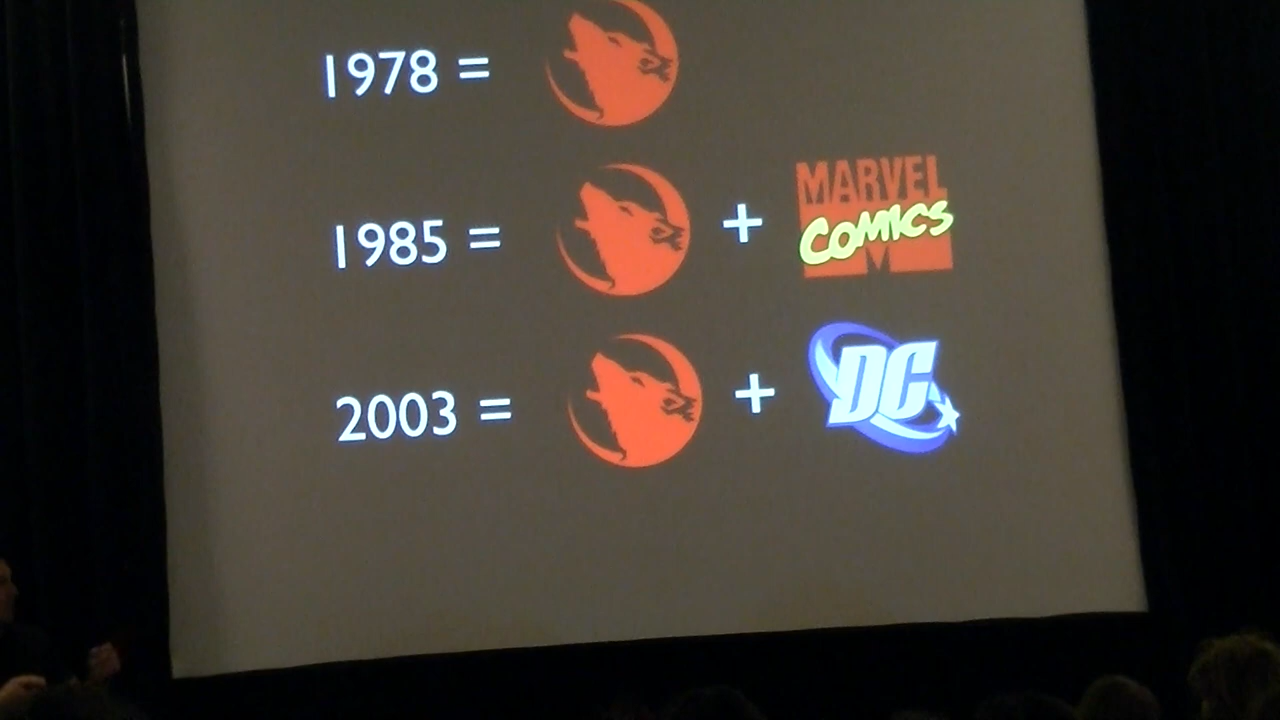 1978 =
1985 = + MARVEL COMICS
2003 = + DC